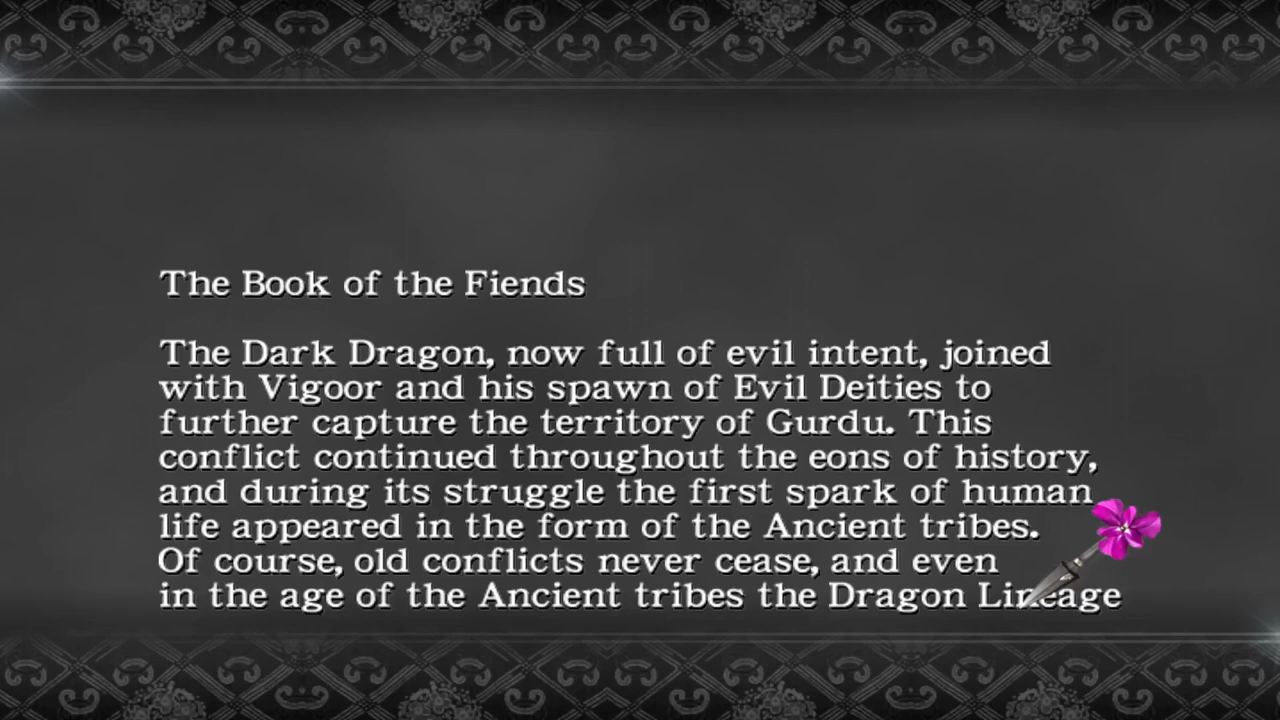 The Book of the Fiends
The Dark Dragon, now full of evil intent, joined
with Vigoor and his spawn of Evil Deities to
further capture the territory of Gurdu. This
conflict continued throughout the eons of history,
and during its struggle the first spark of human
life appeared in the form of the Ancient tribes.
Of course, old conflicts never cease, and even
in the age of the Ancient tribes the Dragon Lineage